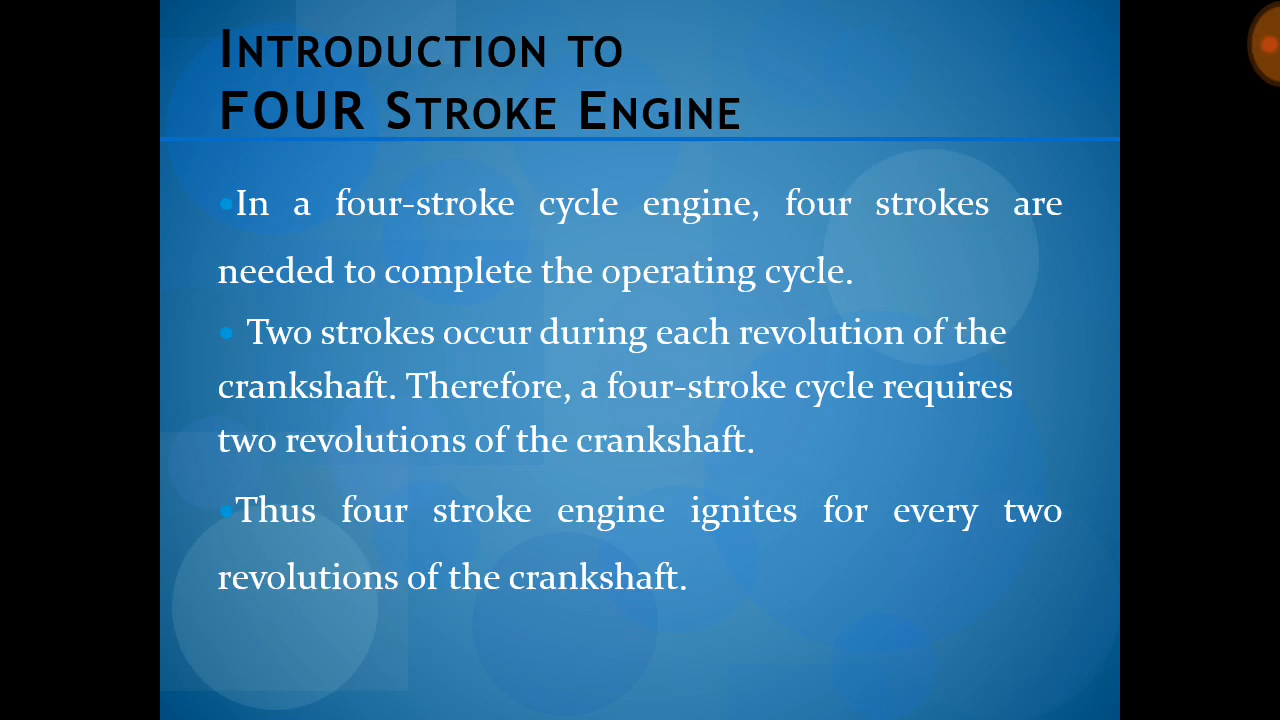 Introduction to
FOUR Stroke Engine
•In a four-stroke cycle engine, four strokes are
needed to complete the operating cycle.
• Two strokes occur during each revolution of the
crankshaft. Therefore, a four-stroke cycle requires
two revolutions of the crankshaft.
•Thus four stroke engine ignites for every two
revolutions of the crankshaft.